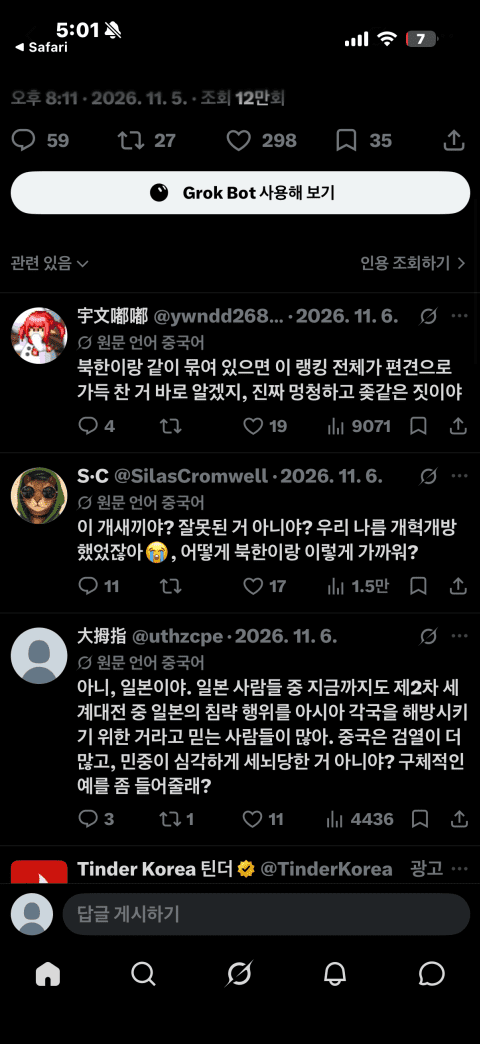 5:01
7
◀ Safari
오후 8:11 · 2026. 11. 5. · 조회 12만회
59 27 298 35
Grok Bot 사용해 보기
관련 있음
인용 조회하기
宇文嘟嘟 @ywndd268... · 2026. 11. 6.
원문 언어 중국어
북한이랑 같이 묶여 있으면 이 랭킹 전체가 편견으로
가득 찬 거 바로 알겠지, 진짜 멍청하고 좆같은 짓이야
4 19 9071
S·C @SilasCromwell · 2026. 11. 6.
원문 언어 중국어
이 개새끼야? 잘못된 거 아니야? 우리 나름 개혁개방
했었잖아😭, 어떻게 북한이랑 이렇게 가까워?
11 17 1.5만
大拇指 @uthzcpe · 2026. 11. 6.
원문 언어 중국어
아니, 일본이야. 일본 사람들 중 지금까지도 제2차 세
계대전 중 일본의 침략 행위를 아시아 각국을 해방시키
기 위한 거라고 믿는 사람들이 많아. 중국은 검열이 더
많고, 민중이 심각하게 세뇌당한 거 아니야? 구체적인
예를 좀 들어줄래?
3 1 11 4436
Tinder Korea 틴더 @TinderKorea 광고
답글 게시하기